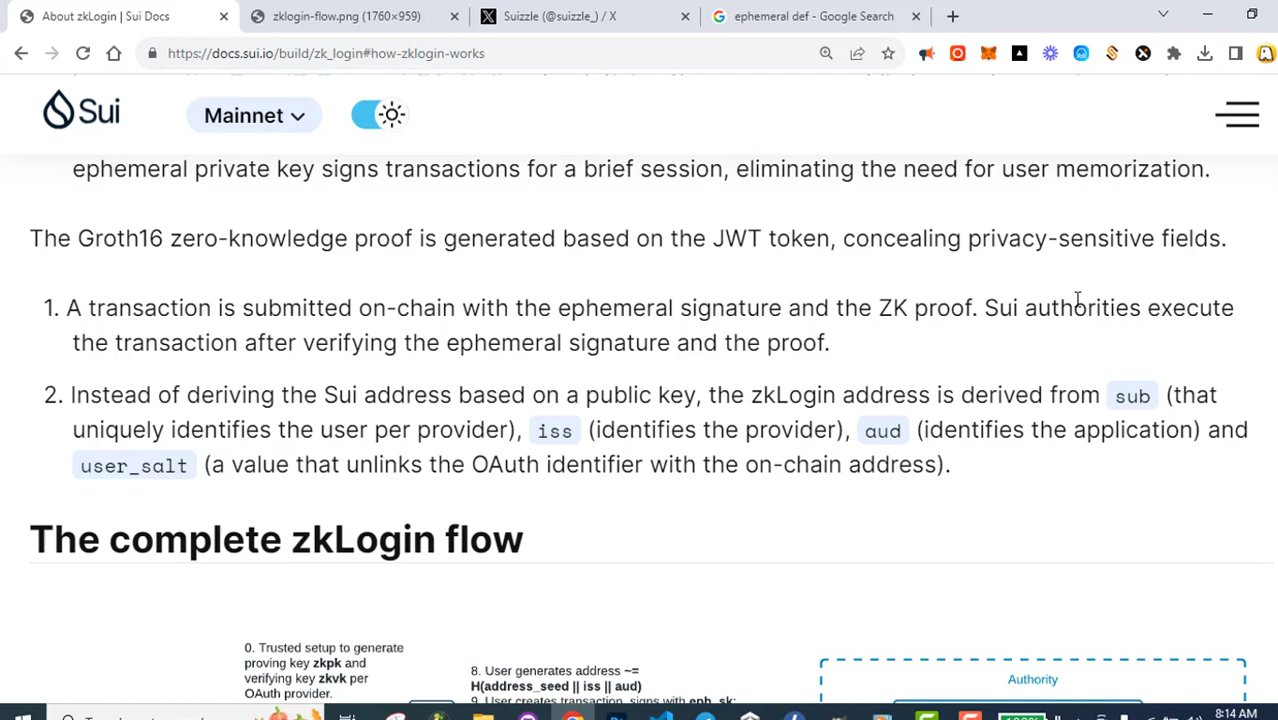 About zkLogin | Sui Docs
zklogin-flow.png (1760×959)
Suizzle (@suizzle_) / X
ephemeral def - Google Search
https://docs.sui.io/build/zk_login#how-zklogin-works
Sui
Mainnet
ephemeral private key signs transactions for a brief session, eliminating the need for user memorization.
The Groth16 zero-knowledge proof is generated based on the JWT token, concealing privacy-sensitive fields.
1. A transaction is submitted on-chain with the ephemeral signature and the ZK proof. Sui authorities execute
the transaction after verifying the ephemeral signature and the proof.
2. Instead of deriving the Sui address based on a public key, the zkLogin address is derived from sub (that
uniquely identifies the user per provider), iss (identifies the provider), aud (identifies the application) and
user_salt (a value that unlinks the OAuth identifier with the on-chain address).
The complete zkLogin flow
0. Trusted setup to generate
proving key zkpk and
verifying key zkvk per
OAuth provider.
8. User generates address ~=
H(address_seed || iss || aud)
9. User creates transaction, signs with eph_sk:
Authority
8:14 AM